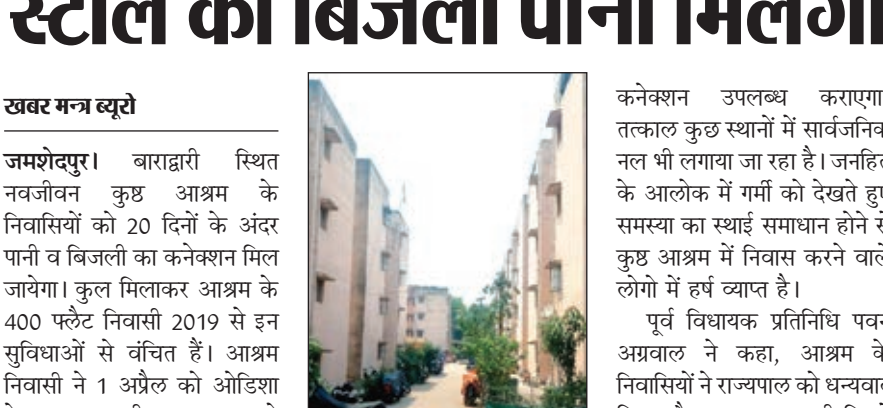 स्टील की बिजली पानी मिलेगी
खबर मन्त्र ब्यूरो
जमशेदपुर। बाराद्वारी स्थित
नवजीवन कुष्ठ आश्रम के
निवासियों को 20 दिनों के अंदर
पानी व बिजली का कनेक्शन मिल
जायेगा। कुल मिलाकर आश्रम के
400 फ्लैट निवासी 2019 से इन
सुविधाओं से वंचित हैं। आश्रम
निवासी ने 1 अप्रैल को ओडिशा
कनेक्शन उपलब्ध कराएगा
तत्काल कुछ स्थानों में सार्वजनिक
नल भी लगाया जा रहा है। जनहित
के आलोक में गर्मी को देखते हुए
समस्या का स्थाई समाधान होने से
कुष्ठ आश्रम में निवास करने वाले
लोगो में हर्ष व्याप्त है।
पूर्व विधायक प्रतिनिधि पवन
अग्रवाल ने कहा, आश्रम के
निवासियों ने राज्यपाल को धन्यवाद